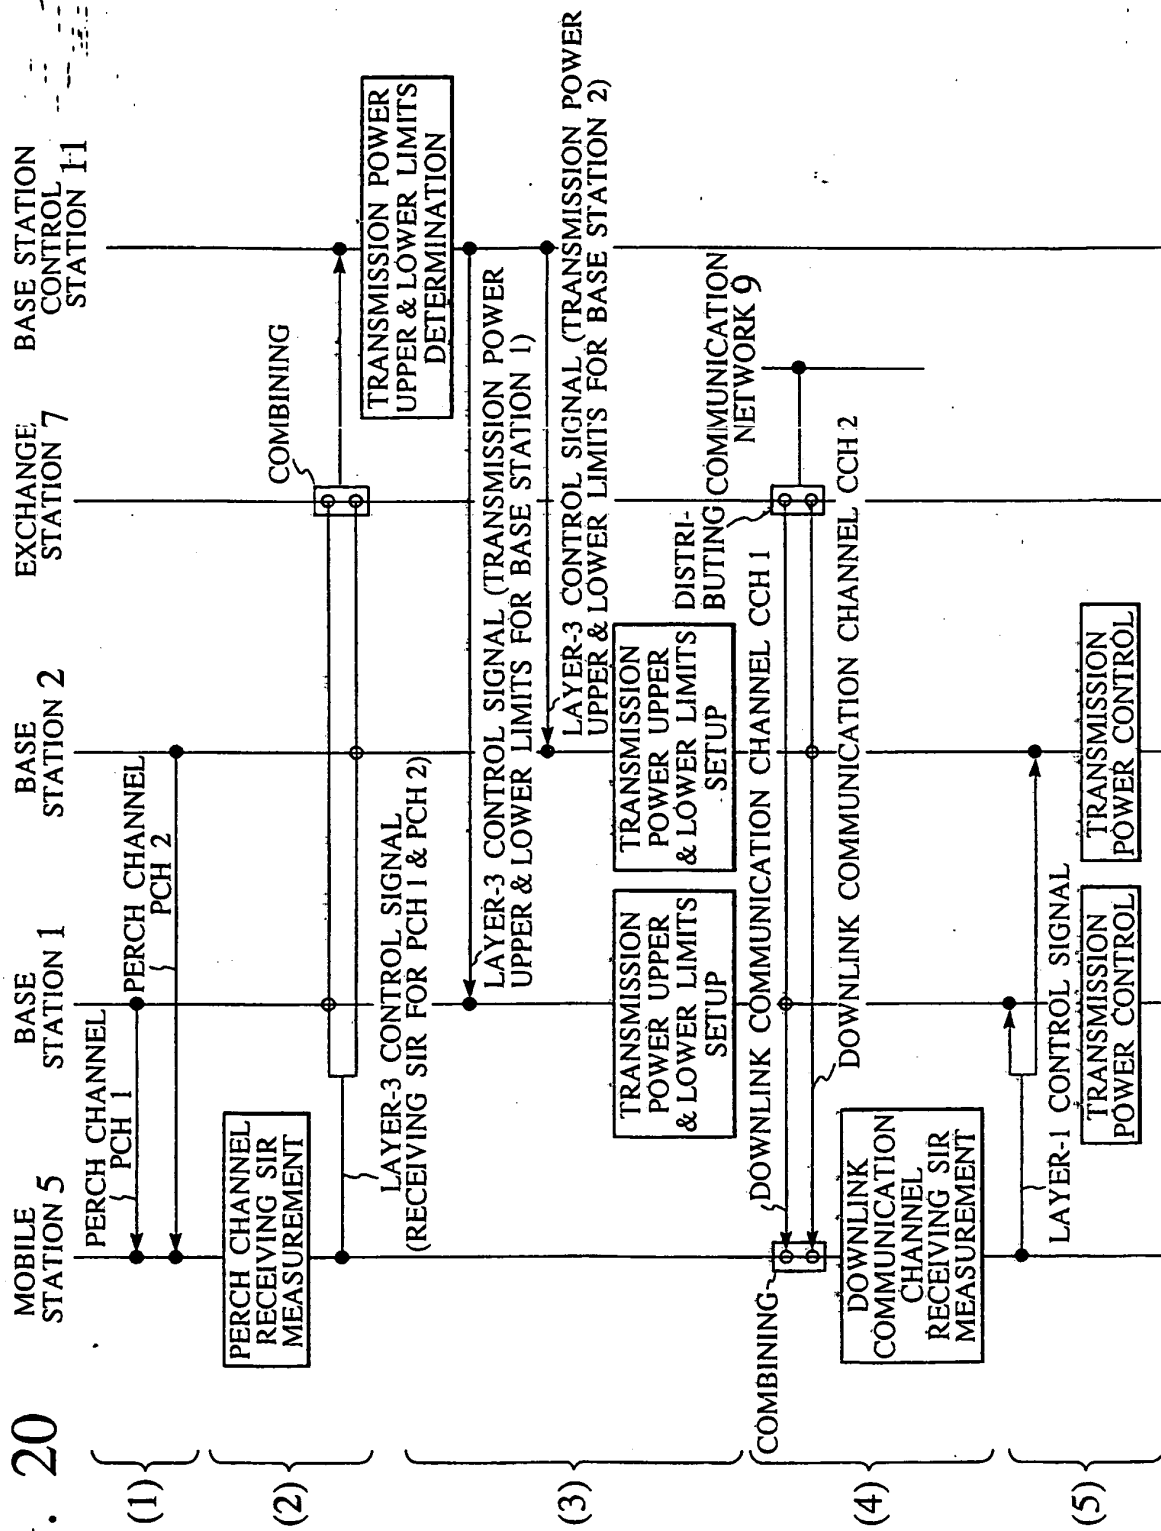 . 20
MOBILE
STATION 5
BASE
STATION 1
BASE
STATION 2
EXCHANGE
STATION 7
BASE STATION
CONTROL
STATION 11
(1)
PERCH CHANNEL
PCH 1
PERCH CHANNEL
PCH 2
(2)
PERCH CHANNEL
RECEIVING SIR
MEASUREMENT
COMBINING
LAYER-3 CONTROL SIGNAL
(RECEIVING SIR FOR PCH 1 & PCH 2)
TRANSMISSION POWER
UPPER & LOWER LIMITS
DETERMINATION
(3)
LAYER-3 CONTROL SIGNAL (TRANSMISSION POWER
UPPER & LOWER LIMITS FOR BASE STATION 1)
LAYER-3 CONTROL SIGNAL (TRANSMISSION POWER
UPPER & LOWER LIMITS FOR BASE STATION 2)
TRANSMISSION
POWER UPPER
& LOWER LIMITS
SETUP
TRANSMISSION
POWER UPPER
& LOWER LIMITS
SETUP
DISTRI-
BUTING
COMMUNICATION
NETWORK 9
(4)
COMBINING
DOWNLINK COMMUNICATION CHANNEL CCH 1
DOWNLINK COMMUNICATION CHANNEL CCH 2
DOWNLINK
COMMUNICATION
CHANNEL
RECEIVING SIR
MEASUREMENT
(5)
LAYER-1 CONTROL SIGNAL
TRANSMISSION
POWER CONTROL
TRANSMISSION
POWER CONTROL